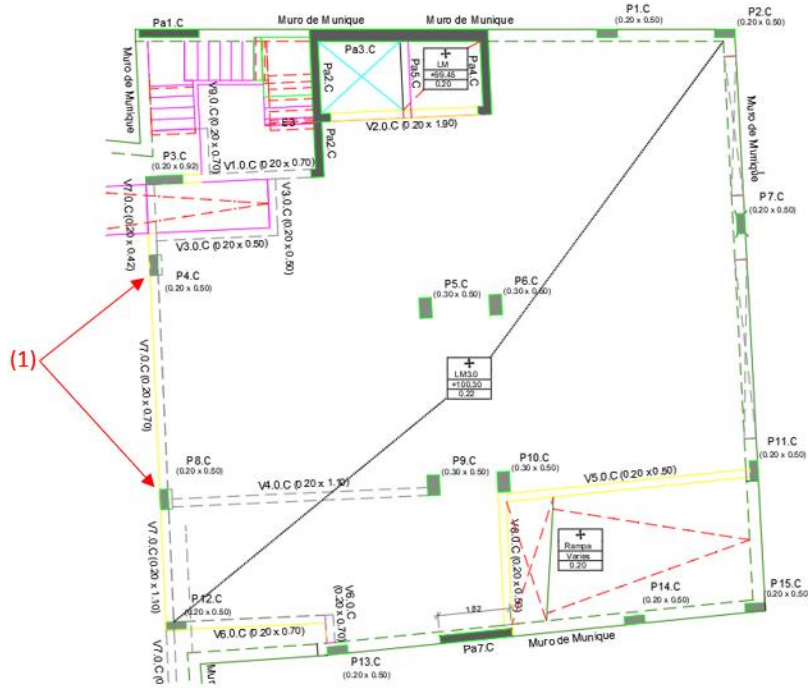 Pa1.C
Muro de Munique
Muro de Munique
P1.C
(0.20 x 0.50)
P2.C
(0.20 x 0.50)
Muro de Munique
Pa3.C
Pa2.C
Pa5.C
LM
+99.45
0.20
Pa4.C
Muro de Munique
V9.0.C (0.20 x 0.70)
E3
V2.0.C (0.20 x 1.90)
Pa2.C
P3.C
(0.20 x 0.92)
V1.0.C (0.20 x 0.70)
V7.0.C (0.20 x 0.42)
V3.0.C (0.20 x 0.50)
V3.0.C (0.20 x 0.50)
P7.C
(0.20 x 0.50)
P4.C
(0.20 x 0.50)
P5.C
(0.30 x 0.50)
P6.C
(0.30 x 0.50)
(1)
V7.0.C (0.20 x 0.70)
LM3.0
+100.30
0.22
P8.C
(0.20 x 0.50)
P9.C
(0.30 x 0.50)
P10.C
(0.30 x 0.50)
P11.C
(0.20 x 0.50)
V4.0.C (0.20 x 1.10)
V5.0.C (0.20 x 0.50)
V7.0.C (0.20 x 1.10)
V8.0.C (0.20 x 0.50)
Rampa
Varies
0.20
P12.C
(0.20 x 0.50)
V6.0.C (0.20 x 0.70)
V6.0.C
(0.20 x 0.70)
P14.C
(0.20 x 0.50)
P15.C
(0.20 x 0.50)
V7.0.C (0
Mur
P13.C
(0.20 x 0.50)
Pa7.C
Muro de Munique